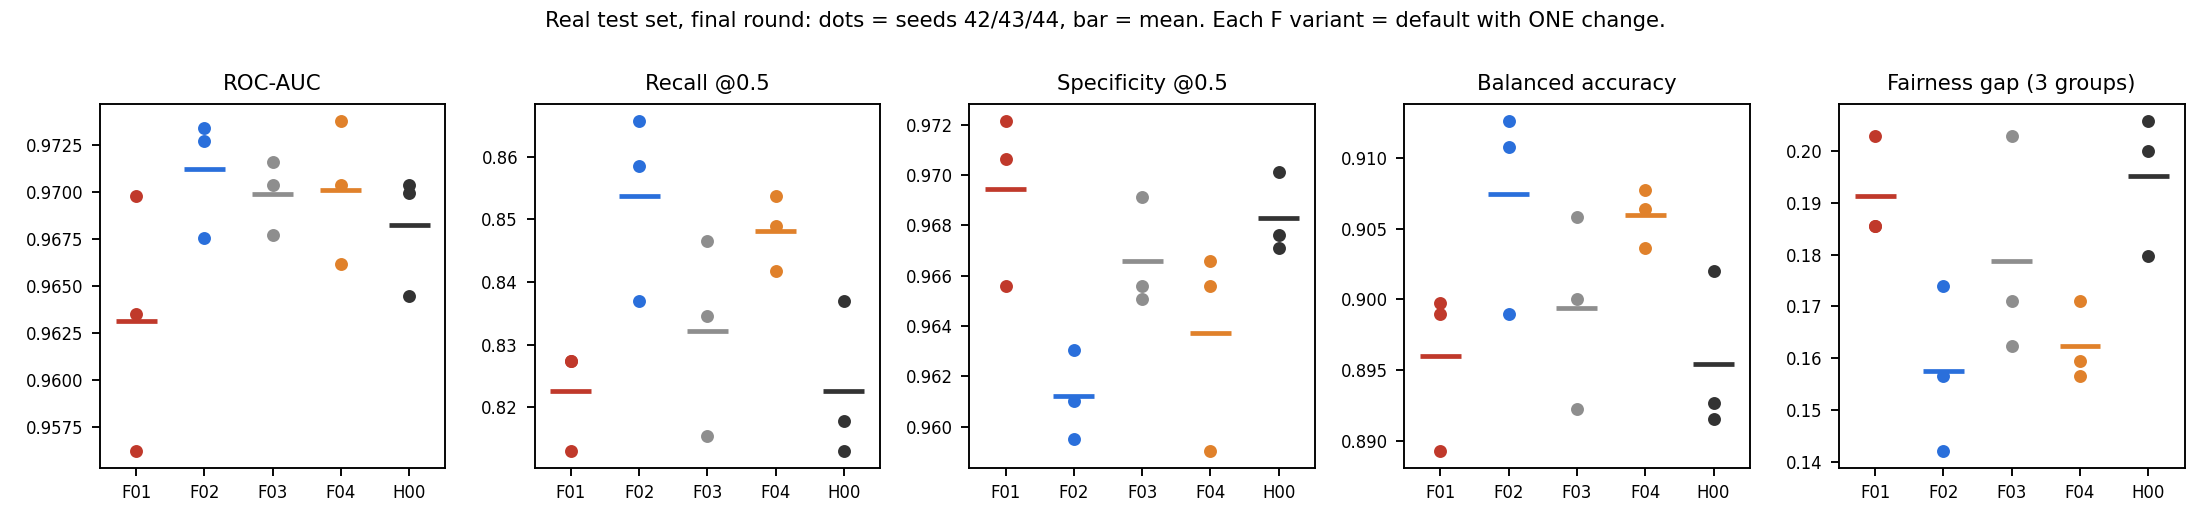 Real test set, final round: dots = seeds 42/43/44, bar = mean. Each F variant = default with ONE change.
ROC-AUC
0.9725
0.9700
0.9675
0.9650
0.9625
0.9600
0.9575
F01 F02 F03 F04 H00
Recall @0.5
0.86
0.85
0.84
0.83
0.82
F01 F02 F03 F04 H00
Specificity @0.5
0.972
0.970
0.968
0.966
0.964
0.962
0.960
F01 F02 F03 F04 H00
Balanced accuracy
0.910
0.905
0.900
0.895
0.890
F01 F02 F03 F04 H00
Fairness gap (3 groups)
0.20
0.19
0.18
0.17
0.16
0.15
0.14
F01 F02 F03 F04 H00